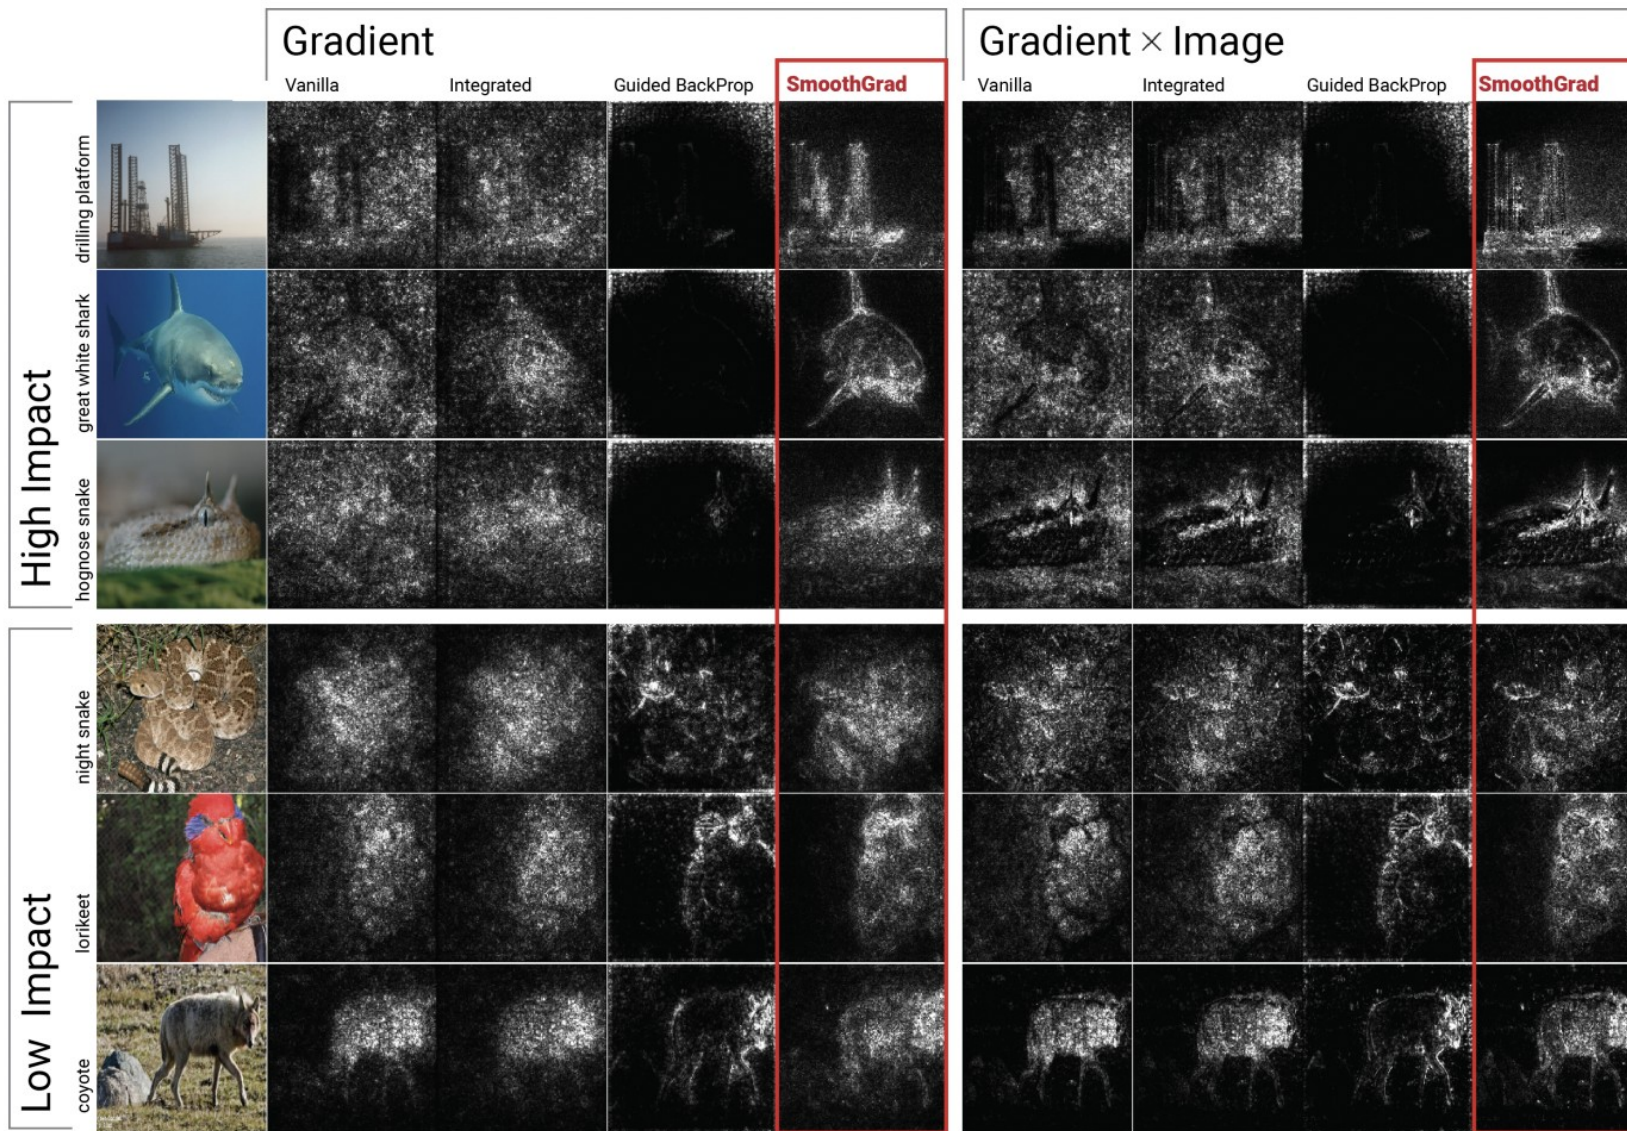 Gradient
Gradient × Image
Vanilla
Integrated
Guided BackProp
SmoothGrad
Vanilla
Integrated
Guided BackProp
SmoothGrad
High Impact
drilling platform
great white shark
hognose snake
Low Impact
night snake
lorikeet
coyote